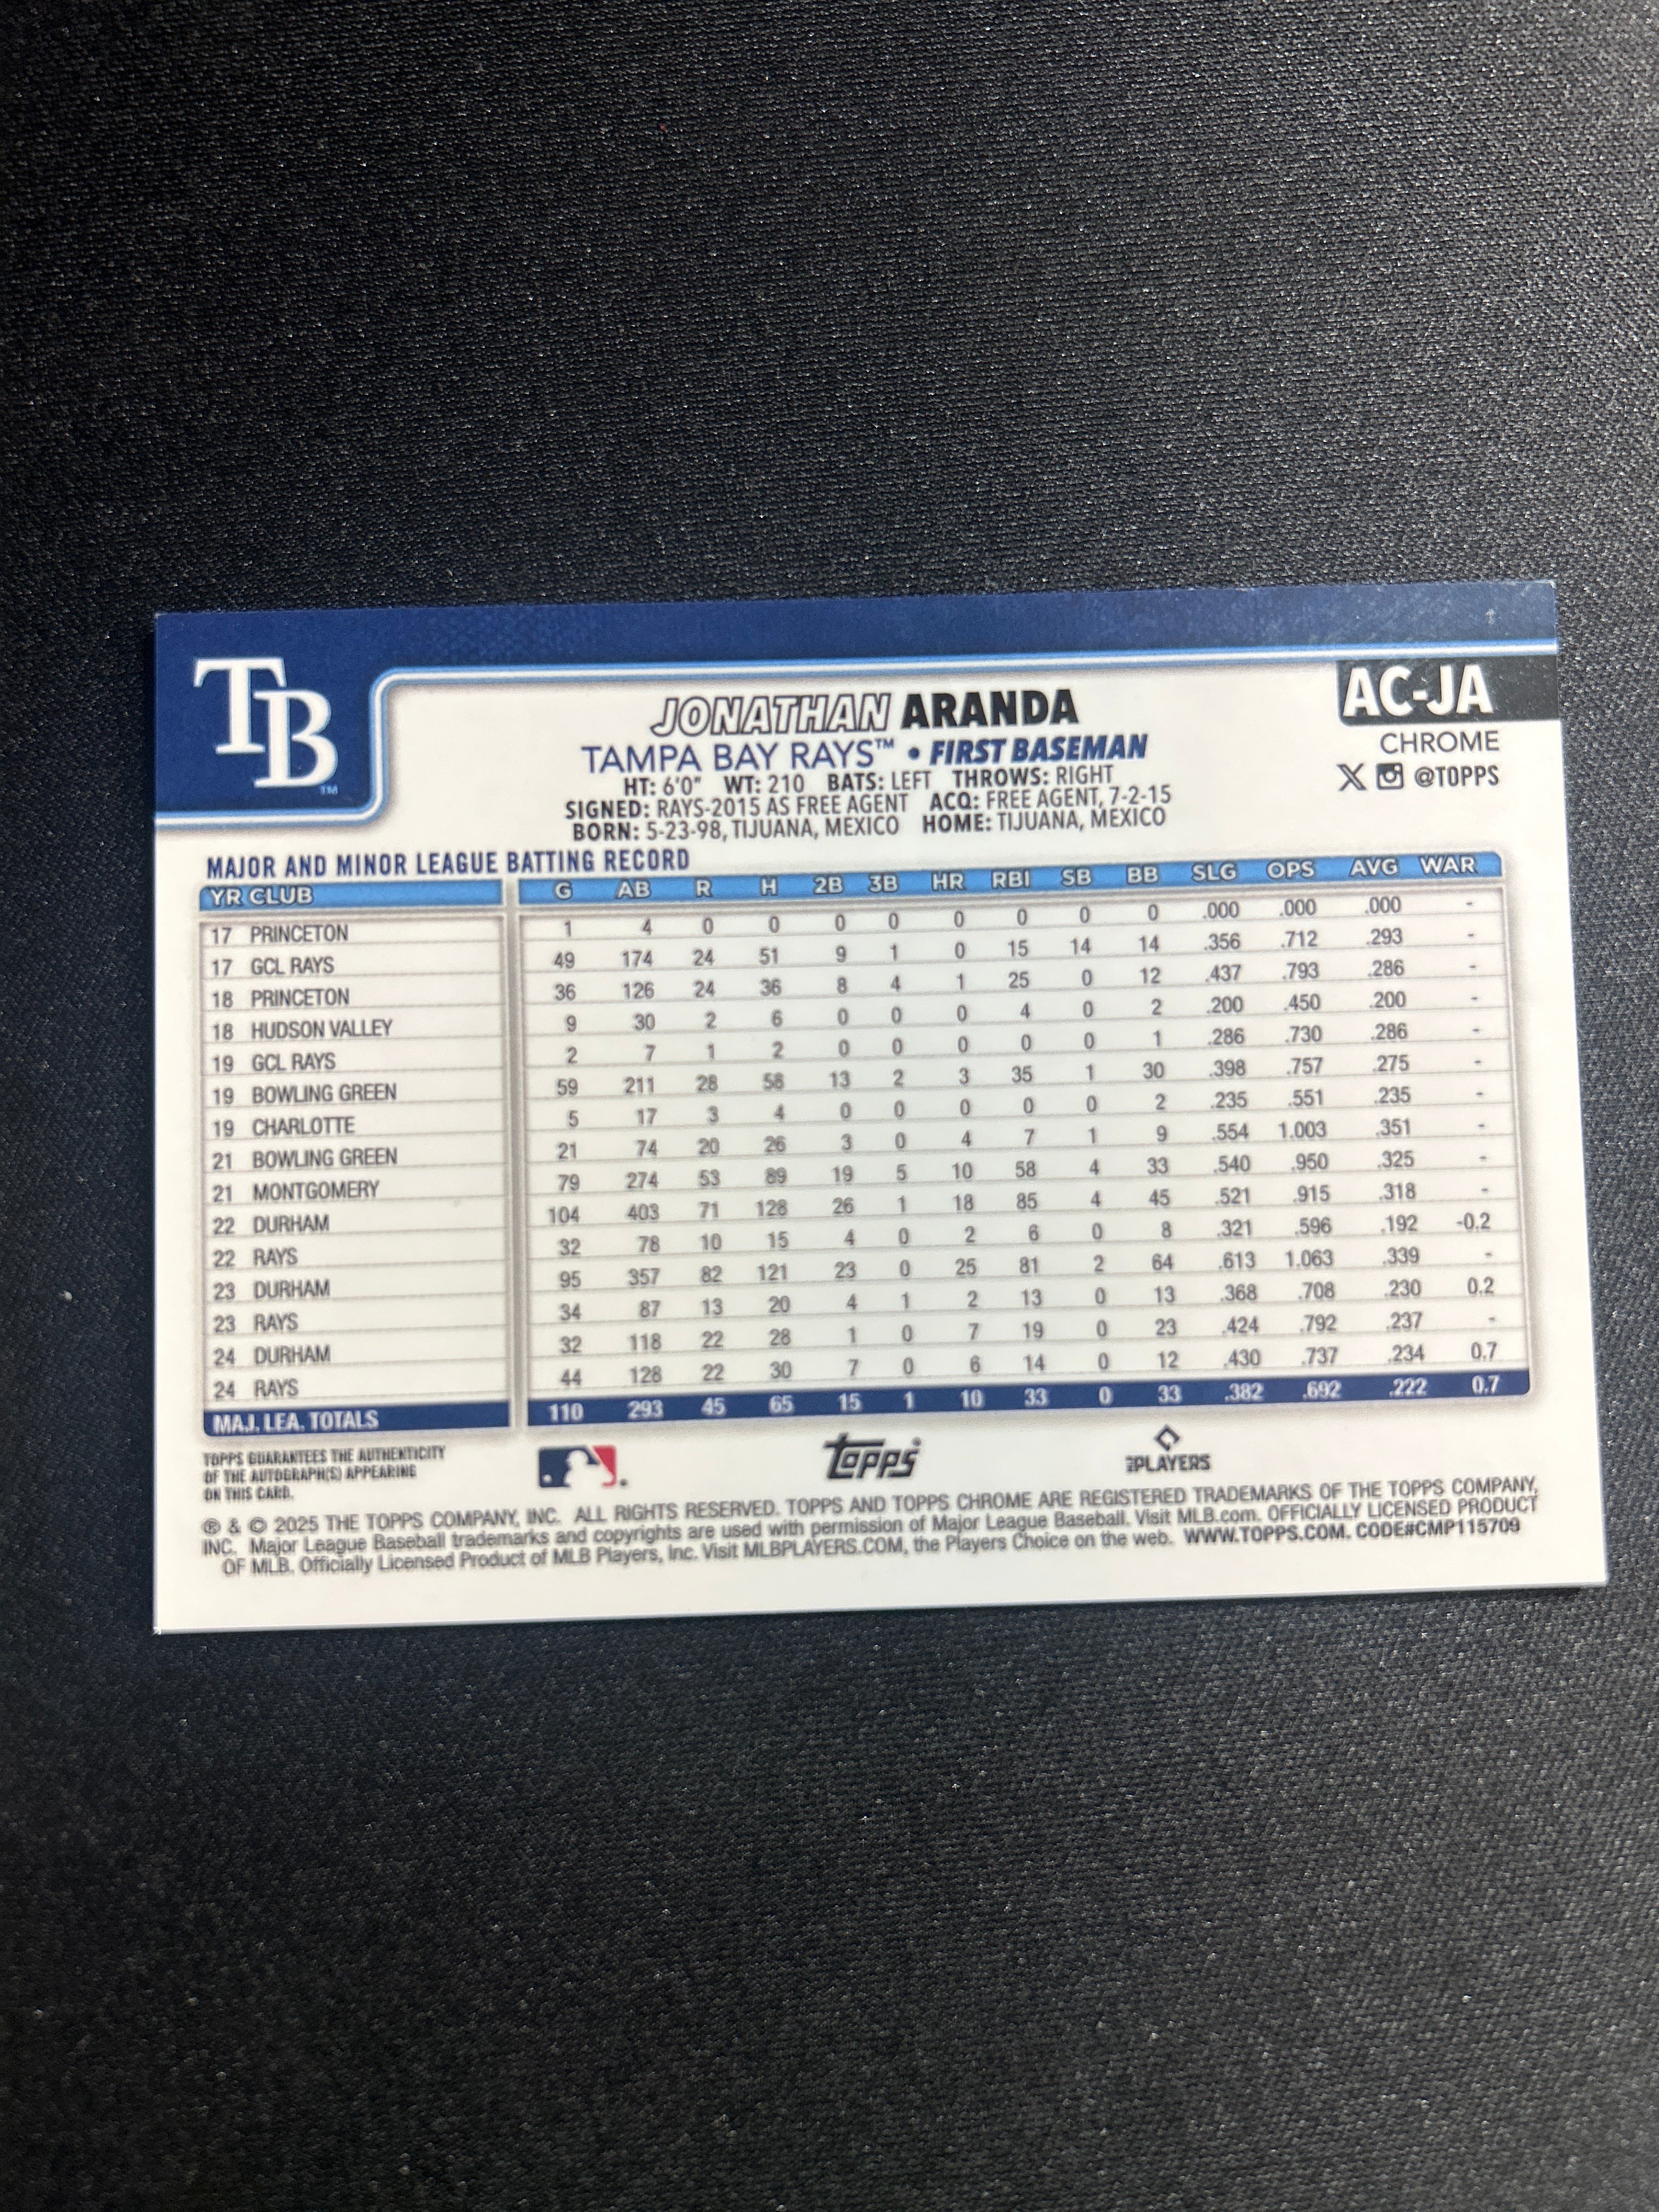 TB™
JONATHAN ARANDA
AC-JA
TAMPA BAY RAYS™ • FIRST BASEMAN
CHROME
HT: 6'0" WT: 210 BATS: LEFT THROWS: RIGHT
@TOPPS
SIGNED: RAYS-2015 AS FREE AGENT ACQ: FREE AGENT, 7-2-15
BORN: 5-23-98, TIJUANA, MEXICO HOME: TIJUANA, MEXICO
MAJOR AND MINOR LEAGUE BATTING RECORD
YR CLUB G AB R H 2B 3B HR RBI SB BB SLG OPS AVG WAR
17 PRINCETON 1 4 0 0 0 0 0 0 0 0 .000 .000 .000 -
17 GCL RAYS 49 174 24 51 9 1 0 15 14 14 .356 .712 .293 -
18 PRINCETON 36 126 24 36 8 4 1 25 0 12 .437 .793 .286 -
18 HUDSON VALLEY 9 30 2 6 0 0 0 4 0 2 .200 .450 .200 -
19 GCL RAYS 2 7 1 2 0 0 0 0 0 1 .286 .730 .286 -
19 BOWLING GREEN 59 211 28 58 13 2 3 35 1 30 .398 .757 .275 -
19 CHARLOTTE 5 17 3 4 0 0 0 0 0 2 .235 .551 .235 -
21 BOWLING GREEN 21 74 20 26 3 0 4 7 1 9 .554 1.003 .351 -
21 MONTGOMERY 79 274 53 89 19 5 10 58 4 33 .540 .950 .325 -
22 DURHAM 104 403 71 128 26 1 18 85 4 45 .521 .915 .318 -
22 RAYS 32 78 10 15 4 0 2 6 0 8 .321 .596 .192 -0.2
23 DURHAM 95 357 82 121 23 0 25 81 2 64 .613 1.063 .339 -
23 RAYS 34 87 13 20 4 1 2 13 0 13 .368 .708 .230 0.2
24 DURHAM 32 118 22 28 1 0 7 19 0 23 .424 .792 .237 -
24 RAYS 44 128 22 30 7 0 6 14 0 12 .430 .737 .234 0.7
MAJ. LEA. TOTALS 110 293 45 65 15 1 10 33 0 33 .382 .692 .222 0.7
TOPPS GUARANTEES THE AUTHENTICITY
OF THE AUTOGRAPH(S) APPEARING
ON THIS CARD.
topps
MLB PLAYERS
® & © 2025 THE TOPPS COMPANY, INC. ALL RIGHTS RESERVED. TOPPS AND TOPPS CHROME ARE REGISTERED TRADEMARKS OF THE TOPPS COMPANY,
INC. Major League Baseball trademarks and copyrights are used with permission of Major League Baseball. Visit MLB.com. OFFICIALLY LICENSED PRODUCT
OF MLB. Officially Licensed Product of MLB Players, Inc. Visit MLBPLAYERS.COM, the Players Choice on the web. WWW.TOPPS.COM. CODE#CMP115709